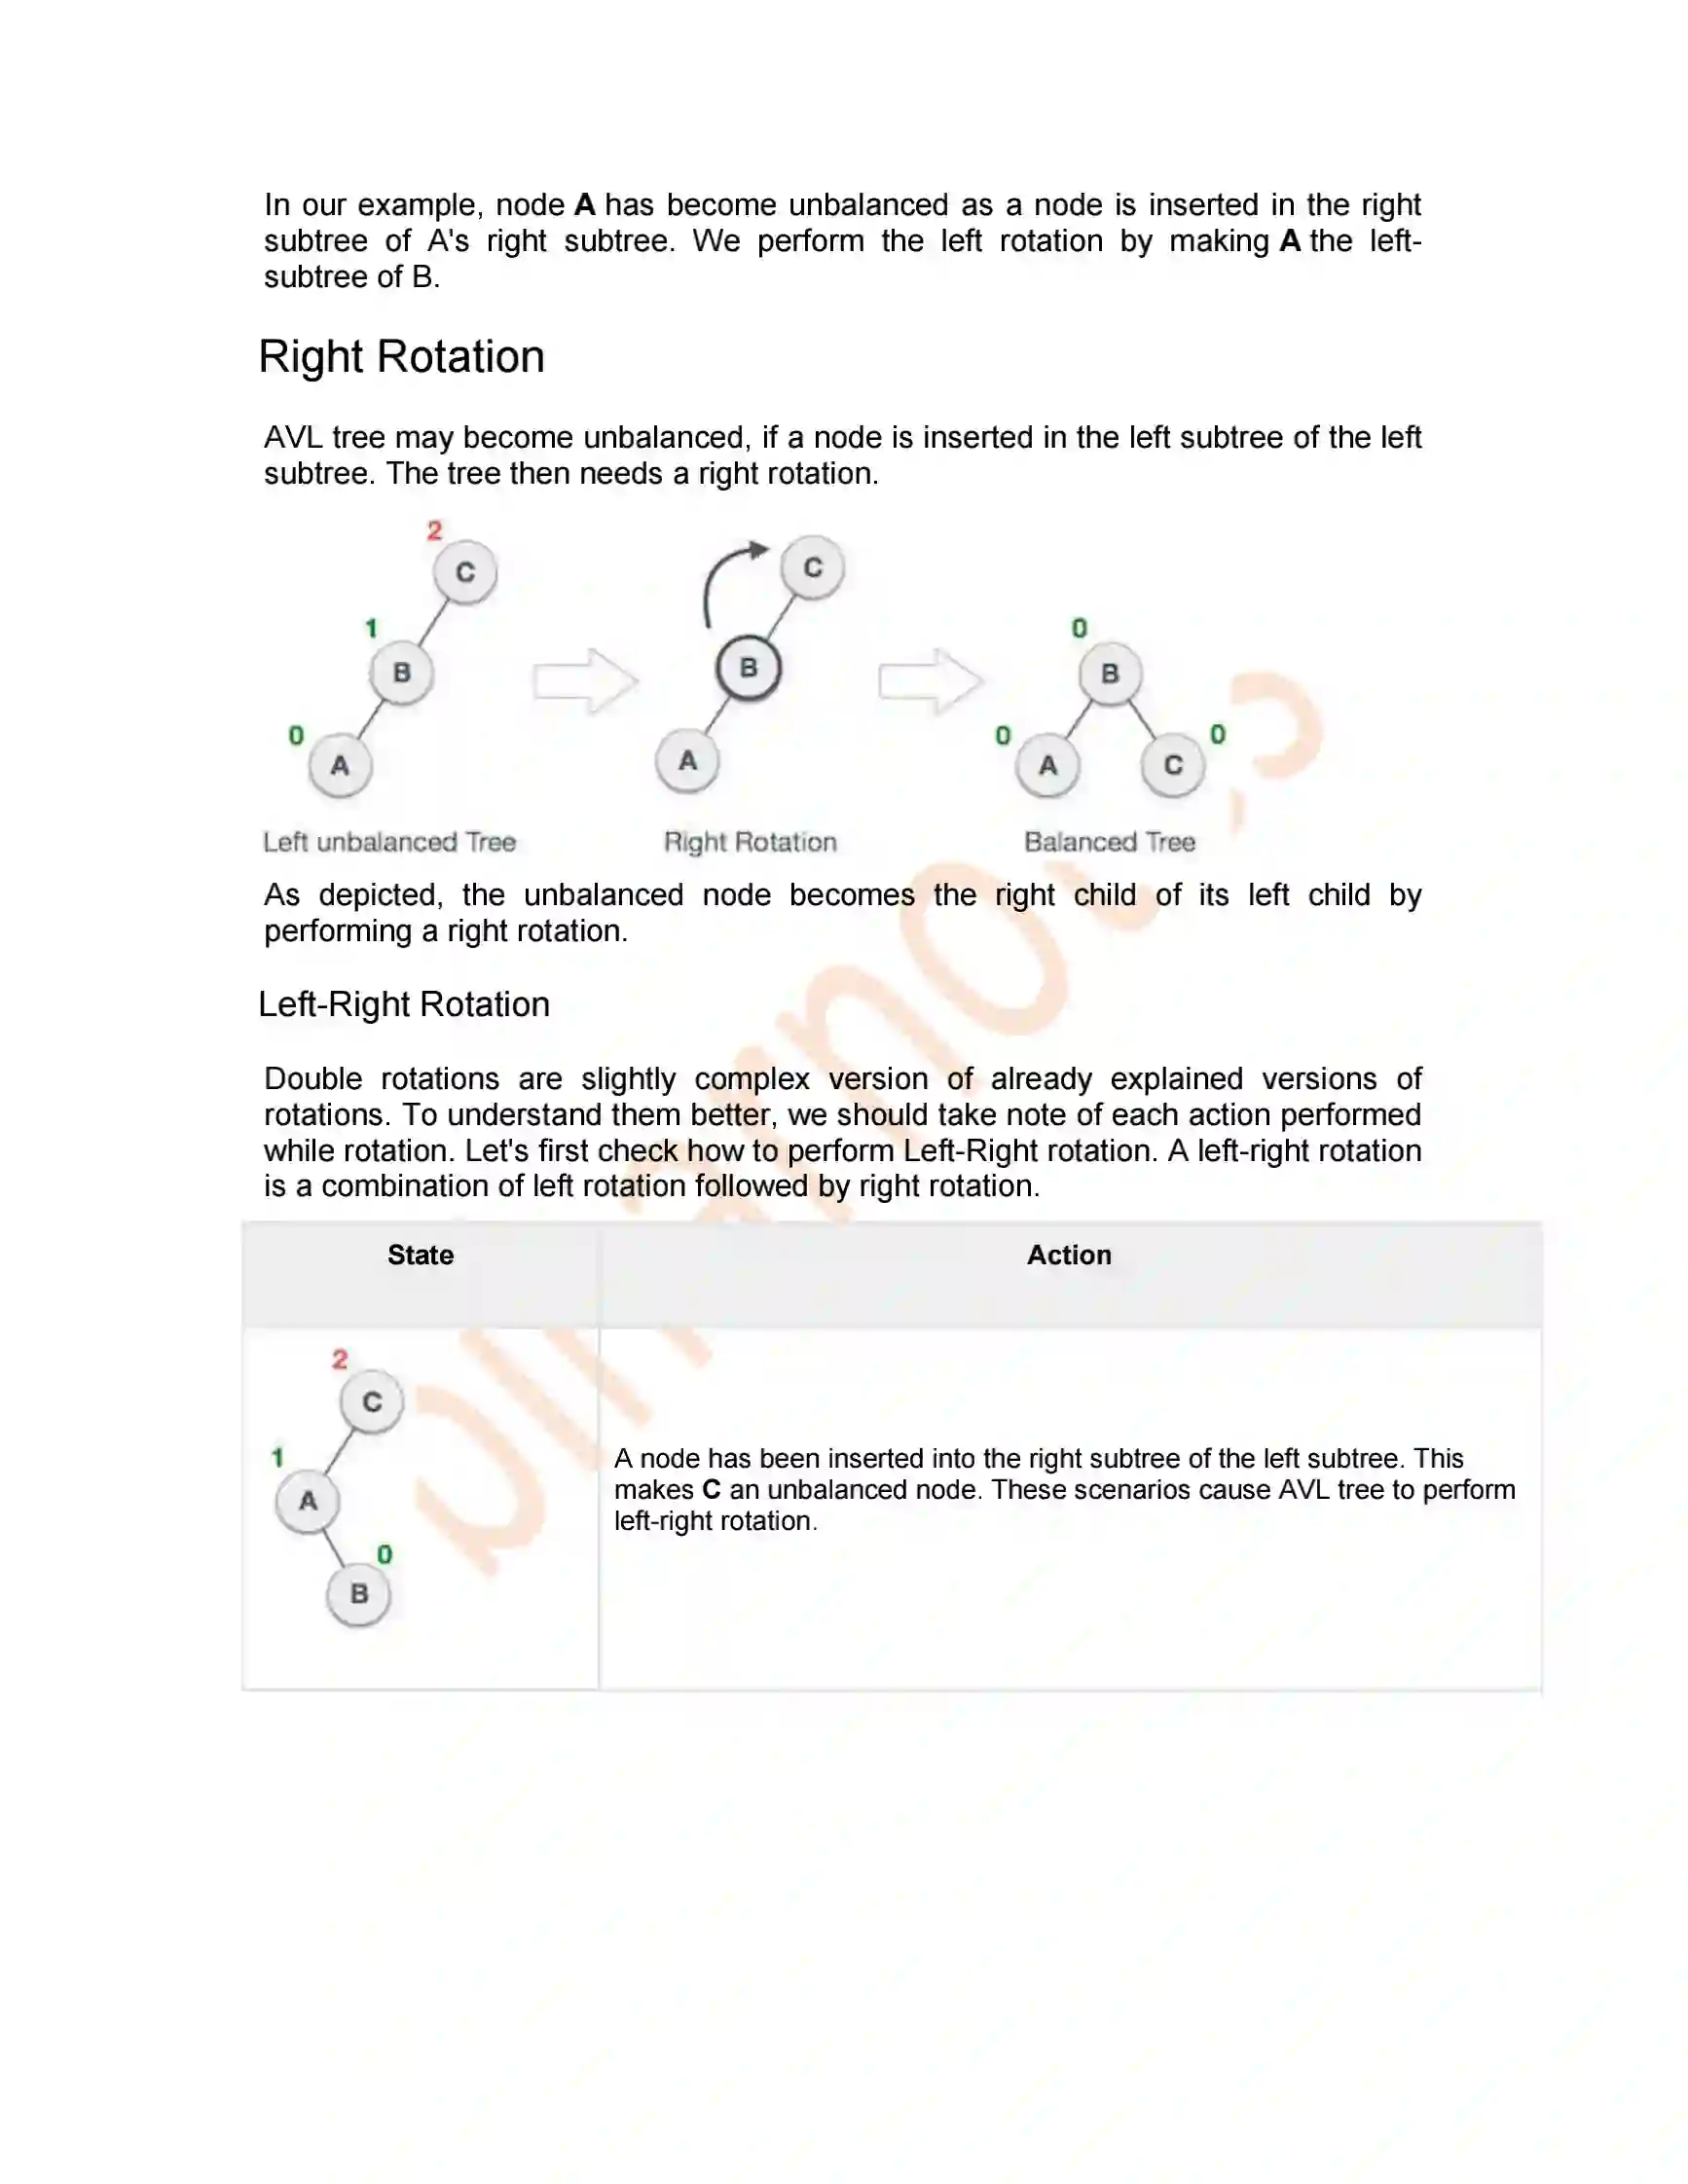 In our example, node A has become unbalanced as a node is inserted in the right
subtree of A's right subtree. We perform the left rotation by making A the left-
subtree of B.
Right Rotation
AVL tree may become unbalanced, if a node is inserted in the left subtree of the left
subtree. The tree then needs a right rotation.
2
C
1
B
0
A
Left unbalanced Tree
C
B
A
Right Rotation
0
B
0
A
C
0
Balanced Tree
As depicted, the unbalanced node becomes the right child of its left child by
performing a right rotation.
Left-Right Rotation
Double rotations are slightly complex version of already explained versions of
rotations. To understand them better, we should take note of each action performed
while rotation. Let's first check how to perform Left-Right rotation. A left-right rotation
is a combination of left rotation followed by right rotation.
State Action
2
C
1
A
0
B
A node has been inserted into the right subtree of the left subtree. This
makes C an unbalanced node. These scenarios cause AVL tree to perform
left-right rotation.